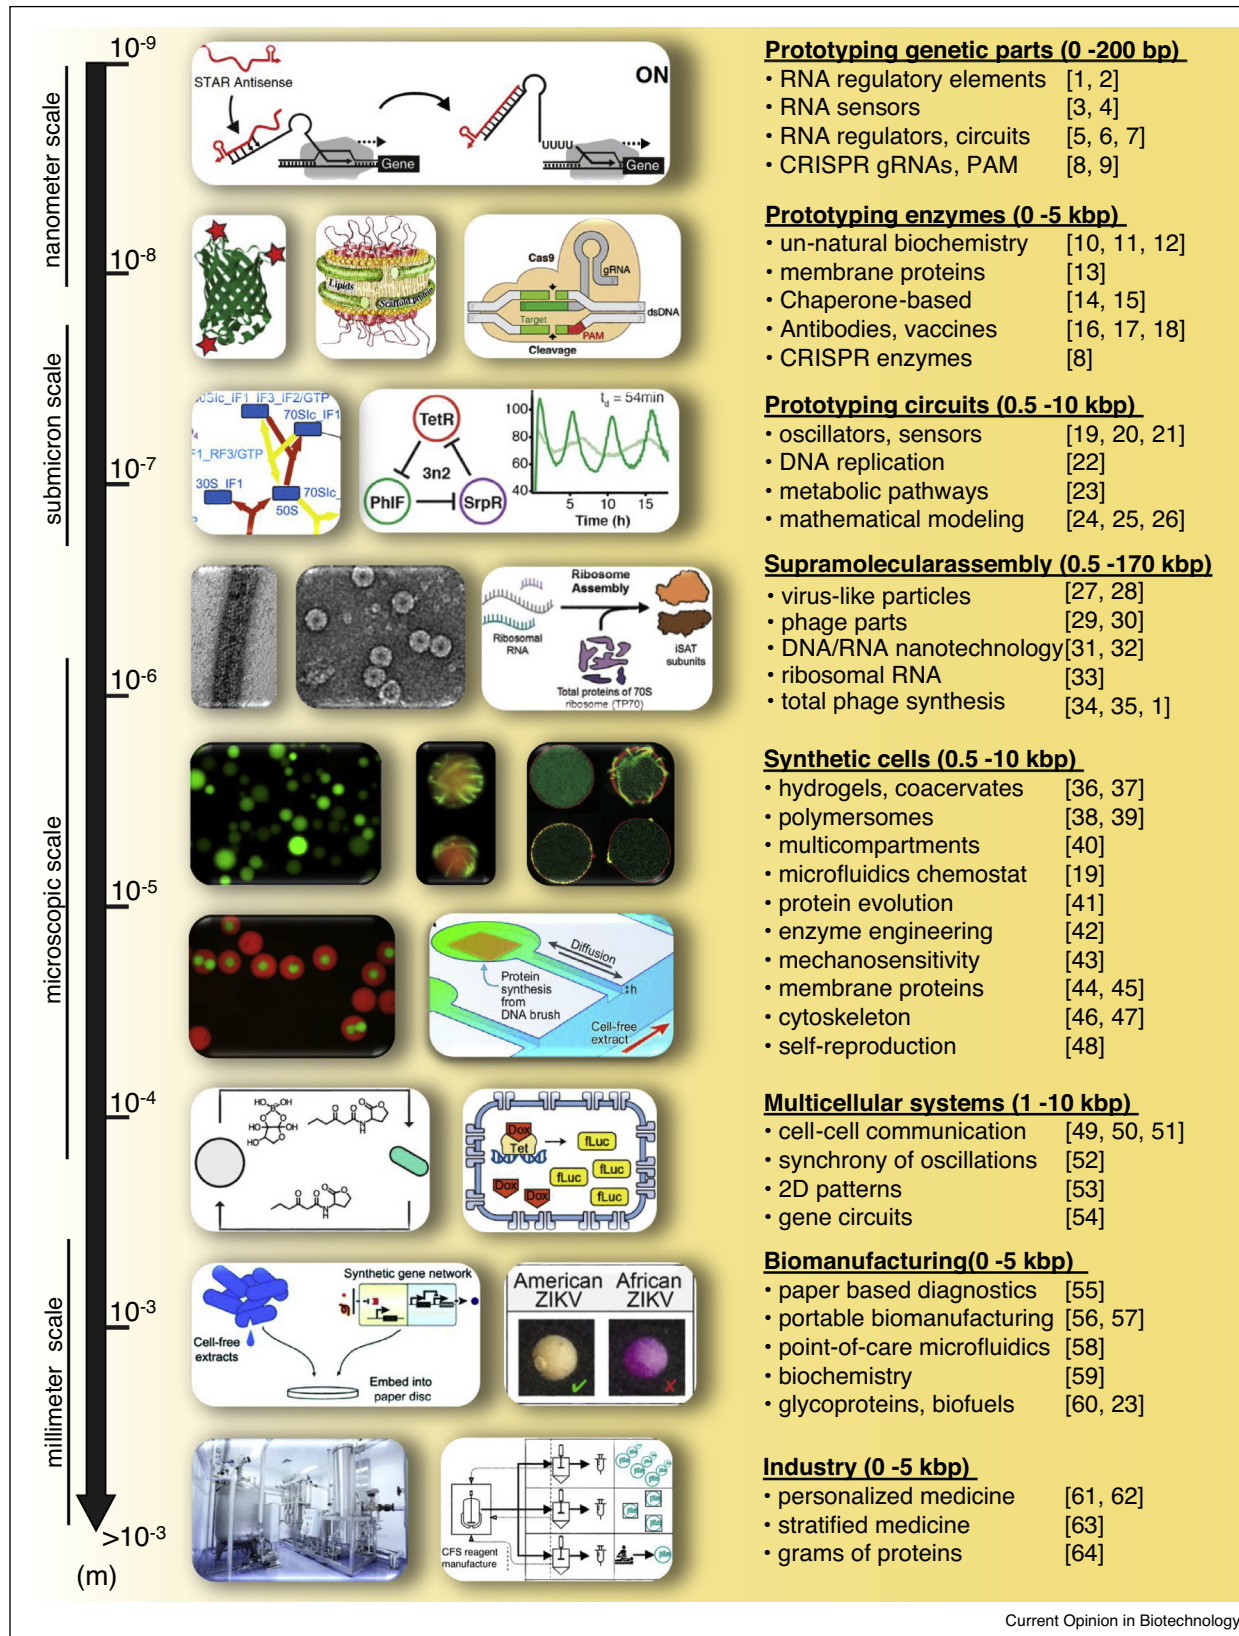 10-9
10-8
10-7
10-6
10-5
10-4
10-3
>10-3
(m)
nanometer scale
submicron scale
microscopic scale
millimeter scale
STAR Antisense
ON
Gene
UUUU
Gene
Prototyping genetic parts (0 -200 bp)
• RNA regulatory elements [1, 2]
• RNA sensors [3, 4]
• RNA regulators, circuits [5, 6, 7]
• CRISPR gRNAs, PAM [8, 9]
Lipids
Scaffold protein
Cas9
gRNA
dsDNA
Target
PAM
Cleavage
Prototyping enzymes (0 -5 kbp)
• un-natural biochemistry [10, 11, 12]
• membrane proteins [13]
• Chaperone-based [14, 15]
• Antibodies, vaccines [16, 17, 18]
• CRISPR enzymes [8]
70SIc_IF1
F1_RF3/GTP
30S_IF1
70SIc_
50S
TetR
3n2
PhlF
SrpR
td = 54min
100
80
60
40
5 10 15
Time (h)
Prototyping circuits (0.5 -10 kbp)
• oscillators, sensors [19, 20, 21]
• DNA replication [22]
• metabolic pathways [23]
• mathematical modeling [24, 25, 26]
Ribosome
Assembly
Ribosomal
RNA
iSAT
subunits
Total proteins of 70S
ribosome (TP70)
Supramolecularassembly (0.5 -170 kbp)
• virus-like particles [27, 28]
• phage parts [29, 30]
• DNA/RNA nanotechnology[31, 32]
• ribosomal RNA [33]
• total phage synthesis [34, 35, 1]
Diffusion
Protein
synthesis
from
DNA brush
h
Cell-free
extract
Synthetic cells (0.5 -10 kbp)
• hydrogels, coacervates [36, 37]
• polymersomes [38, 39]
• multicompartments [40]
• microfluidics chemostat [19]
• protein evolution [41]
• enzyme engineering [42]
• mechanosensitivity [43]
• membrane proteins [44, 45]
• cytoskeleton [46, 47]
• self-reproduction [48]
Dox
Tet
fLuc
fLuc
fLuc
fLuc
fLuc
Dox
Dox
Multicellular systems (1 -10 kbp)
• cell-cell communication [49, 50, 51]
• synchrony of oscillations [52]
• 2D patterns [53]
• gene circuits [54]
Synthetic gene network
Cell-free
extracts
Embed into
paper disc
American
ZIKV
African
ZIKV
Biomanufacturing(0 -5 kbp)
• paper based diagnostics [55]
• portable biomanufacturing [56, 57]
• point-of-care microfluidics [58]
• biochemistry [59]
• glycoproteins, biofuels [60, 23]
CFS reagent
manufacture
Industry (0 -5 kbp)
• personalized medicine [61, 62]
• stratified medicine [63]
• grams of proteins [64]
Current Opinion in Biotechnology